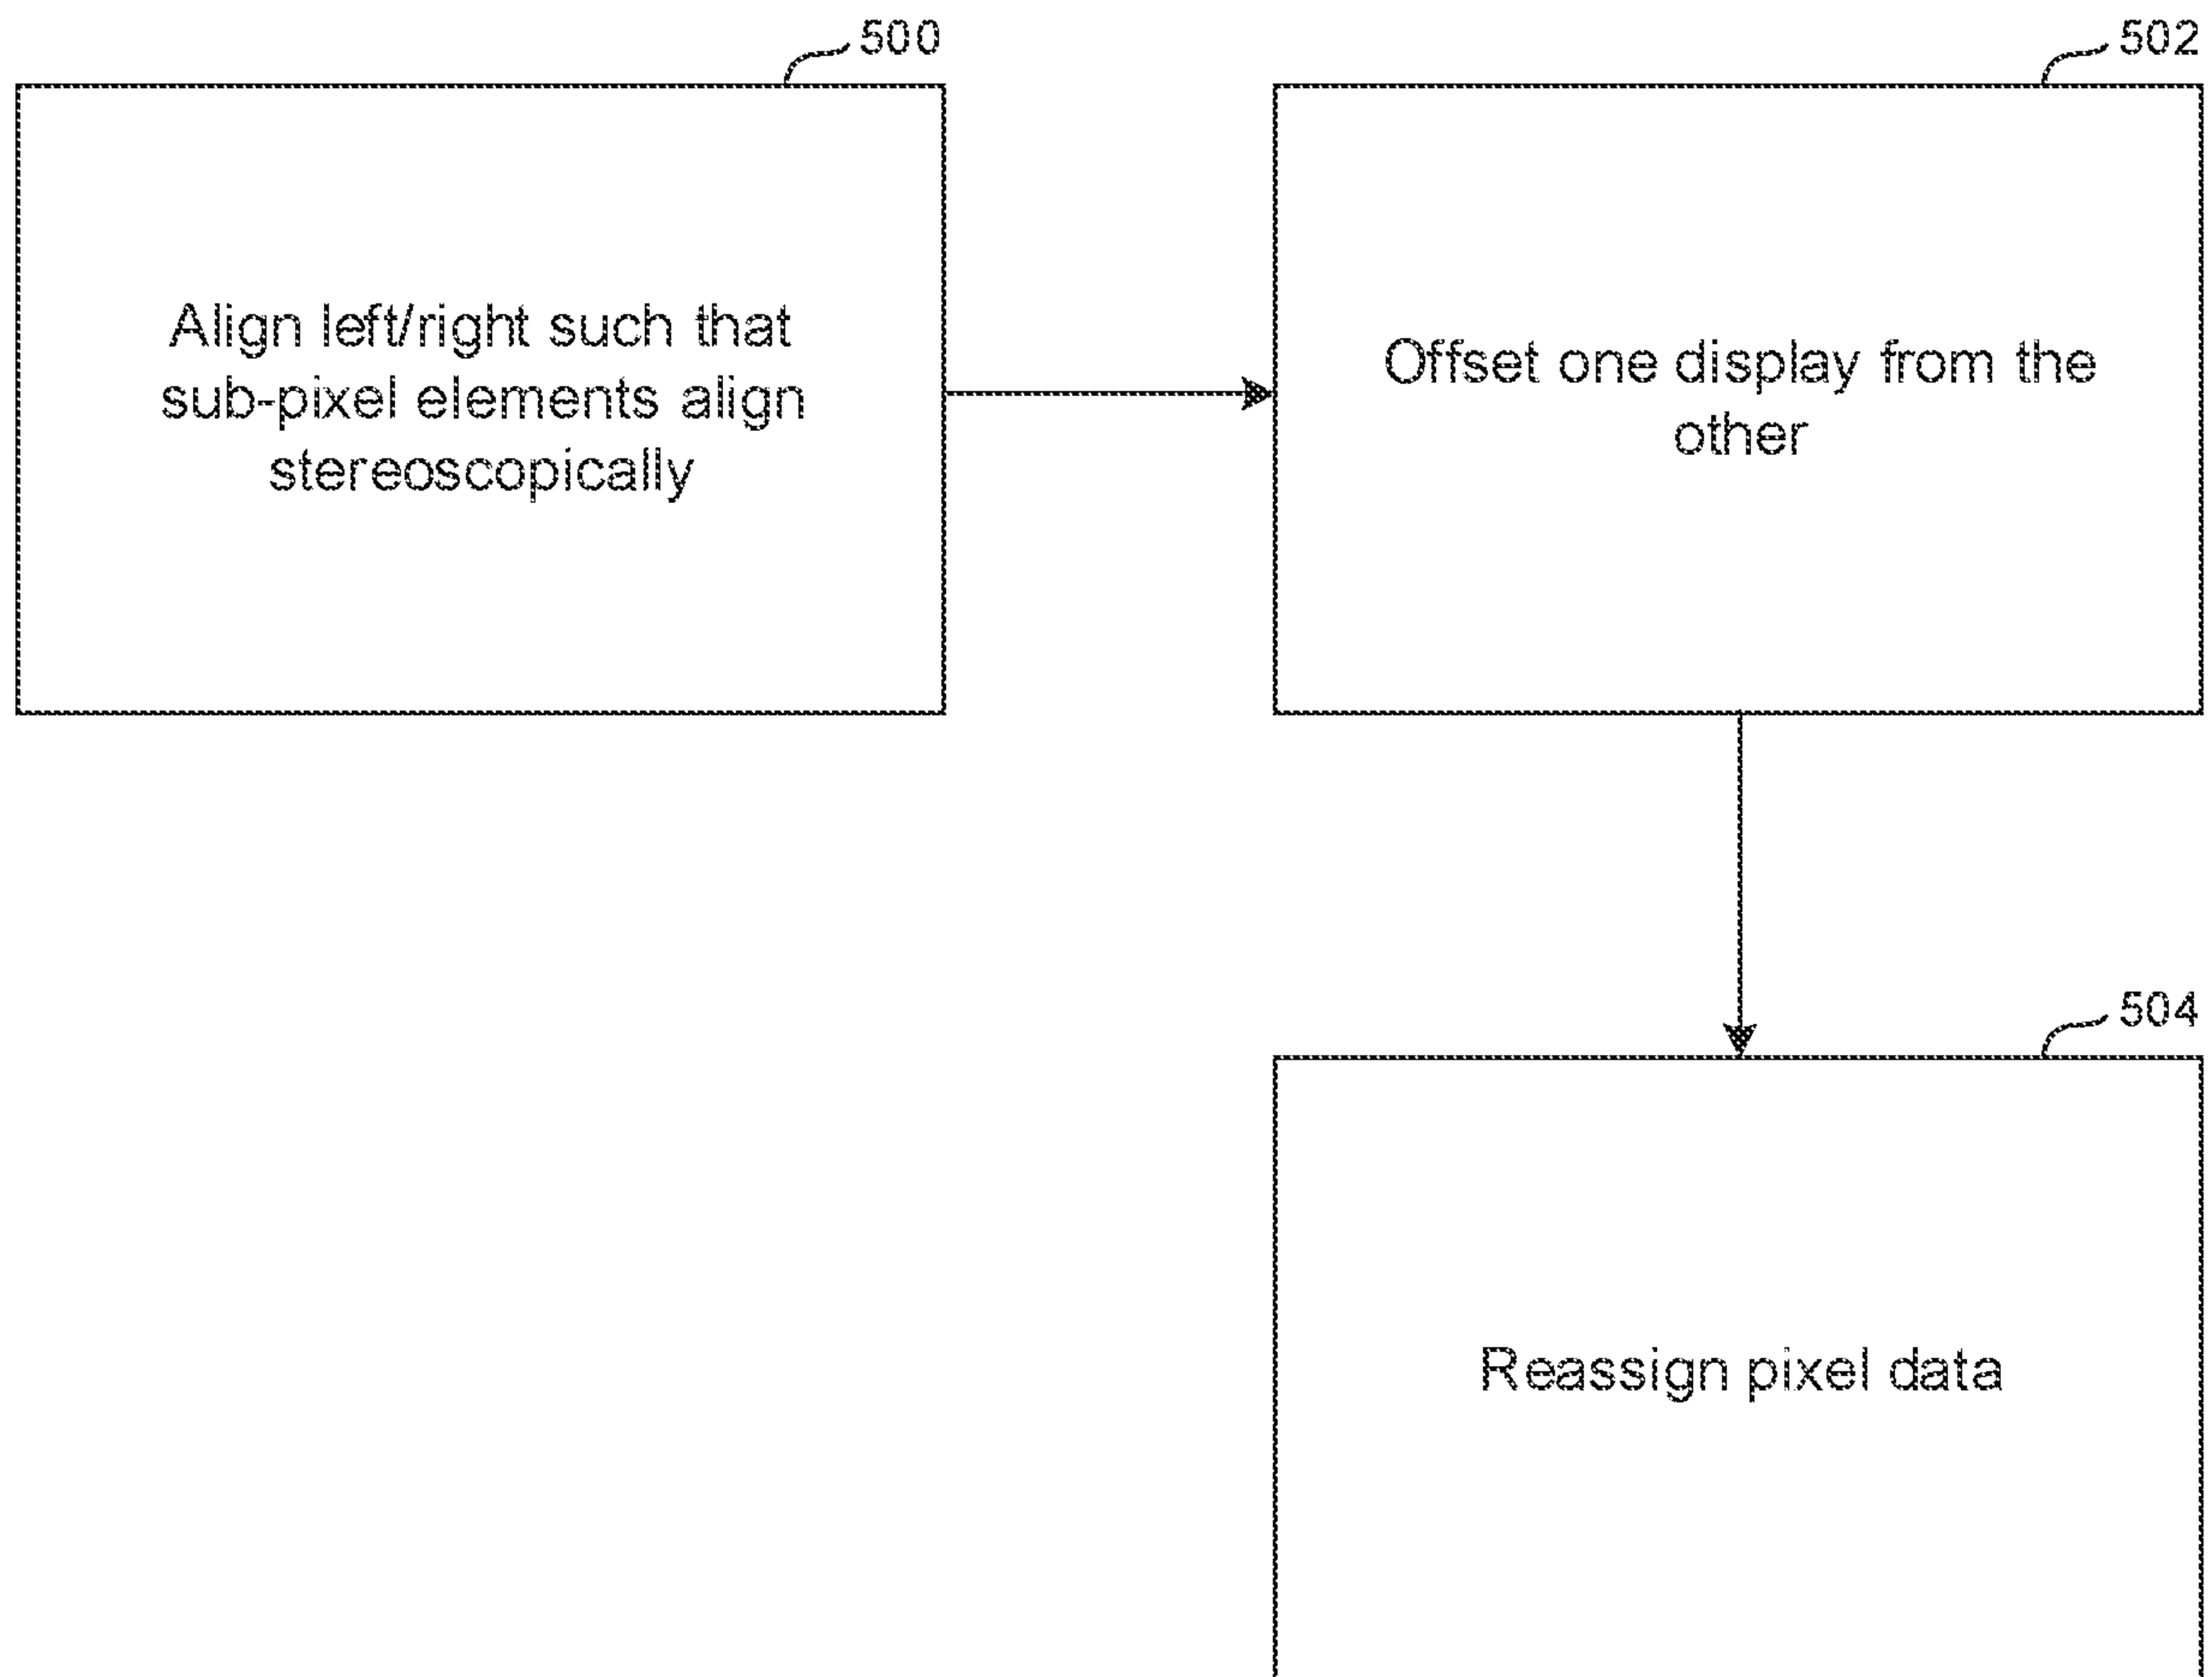 500
Align left/right such that
sub-pixel elements align
stereoscopically
502
Offset one display from the
other
504
Reassign pixel data